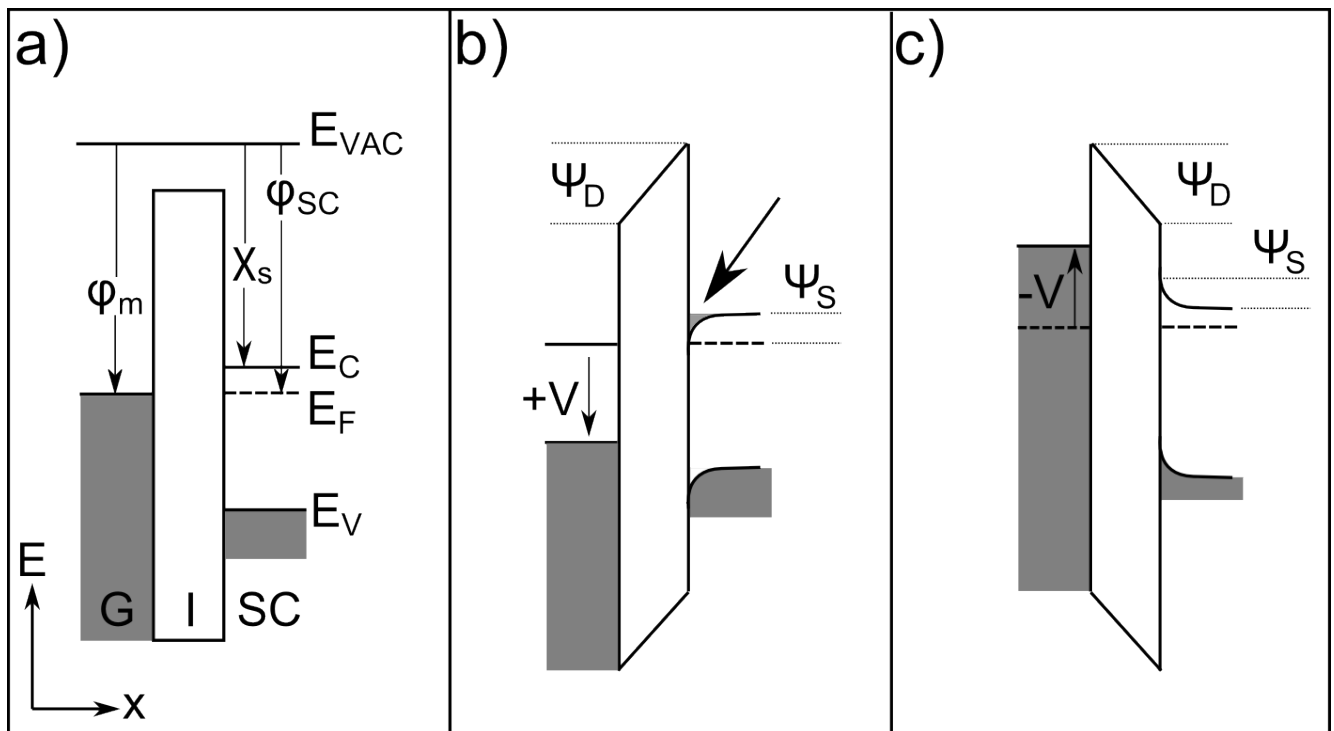 a)
E_VAC
φ_SC
χ_s
φ_m
E_C
E_F
E_V
E
G I SC
x
b)
Ψ_D
Ψ_S
+V
c)
Ψ_D
Ψ_S
-V